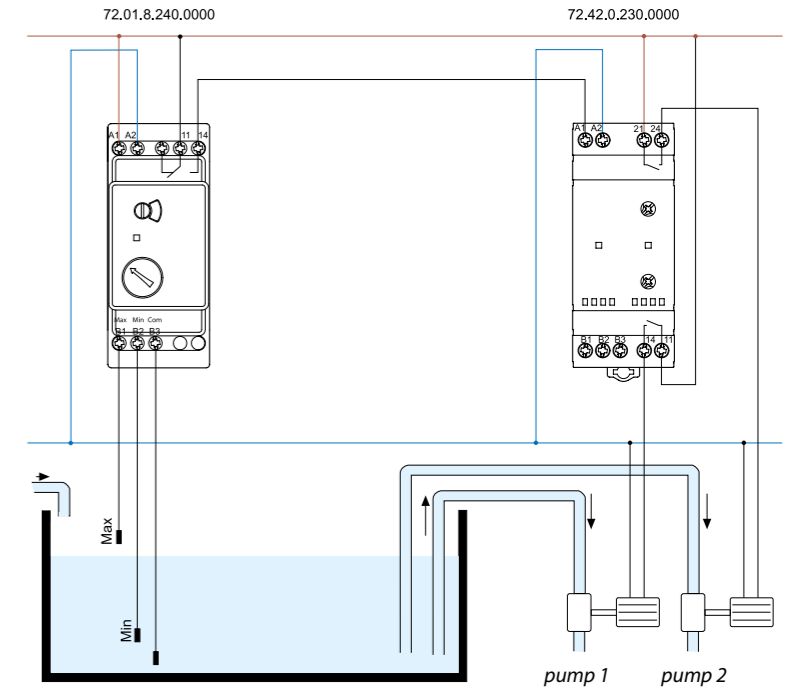 72.01.8.240.0000
72.42.0.230.0000
A1 A2 11 14
A1 A2 21 24
Max Min Com
B1 B2 B3
B1 B2 B3 14 11
Max
Min
pump 1
pump 2